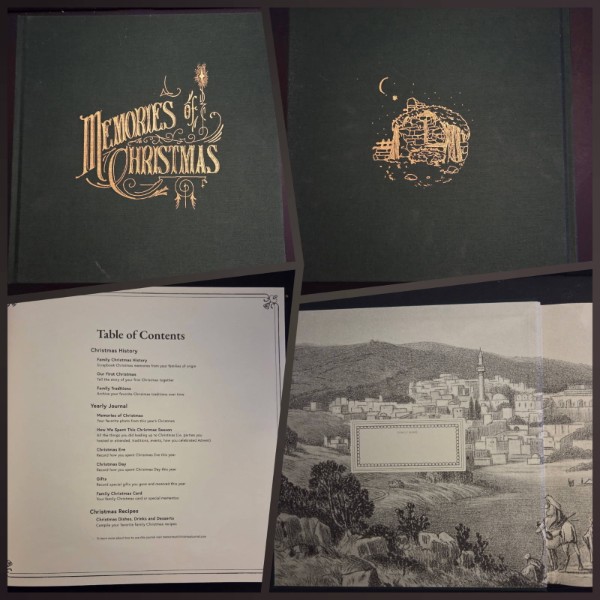 MEMORIES of
CHRISTMAS
Table of Contents
Christmas History
Family Christmas History
Scrapbook Christmas memories from your families of origin
Our First Christmas
Tell the story of your first Christmas together
Family Traditions
Outline your favorite Christmas traditions over time
Yearly Journal
Memories of Christmas
Your favorite photo from this year's Christmas
How We Spent This Christmas Season
All the things you did leading up to Christmas Eve: parties you
hosted or attended, traditions, events, how you celebrated Advent
Christmas Eve
Record how you spent Christmas Eve this year
Christmas Day
Record how you spent Christmas Day this year
Gifts
Record special gifts you gave and received this year
Family Christmas Card
Your family Christmas card or special mementos
Christmas Recipes
Christmas Dishes, Drinks and Desserts
Compile your favorite family Christmas recipes